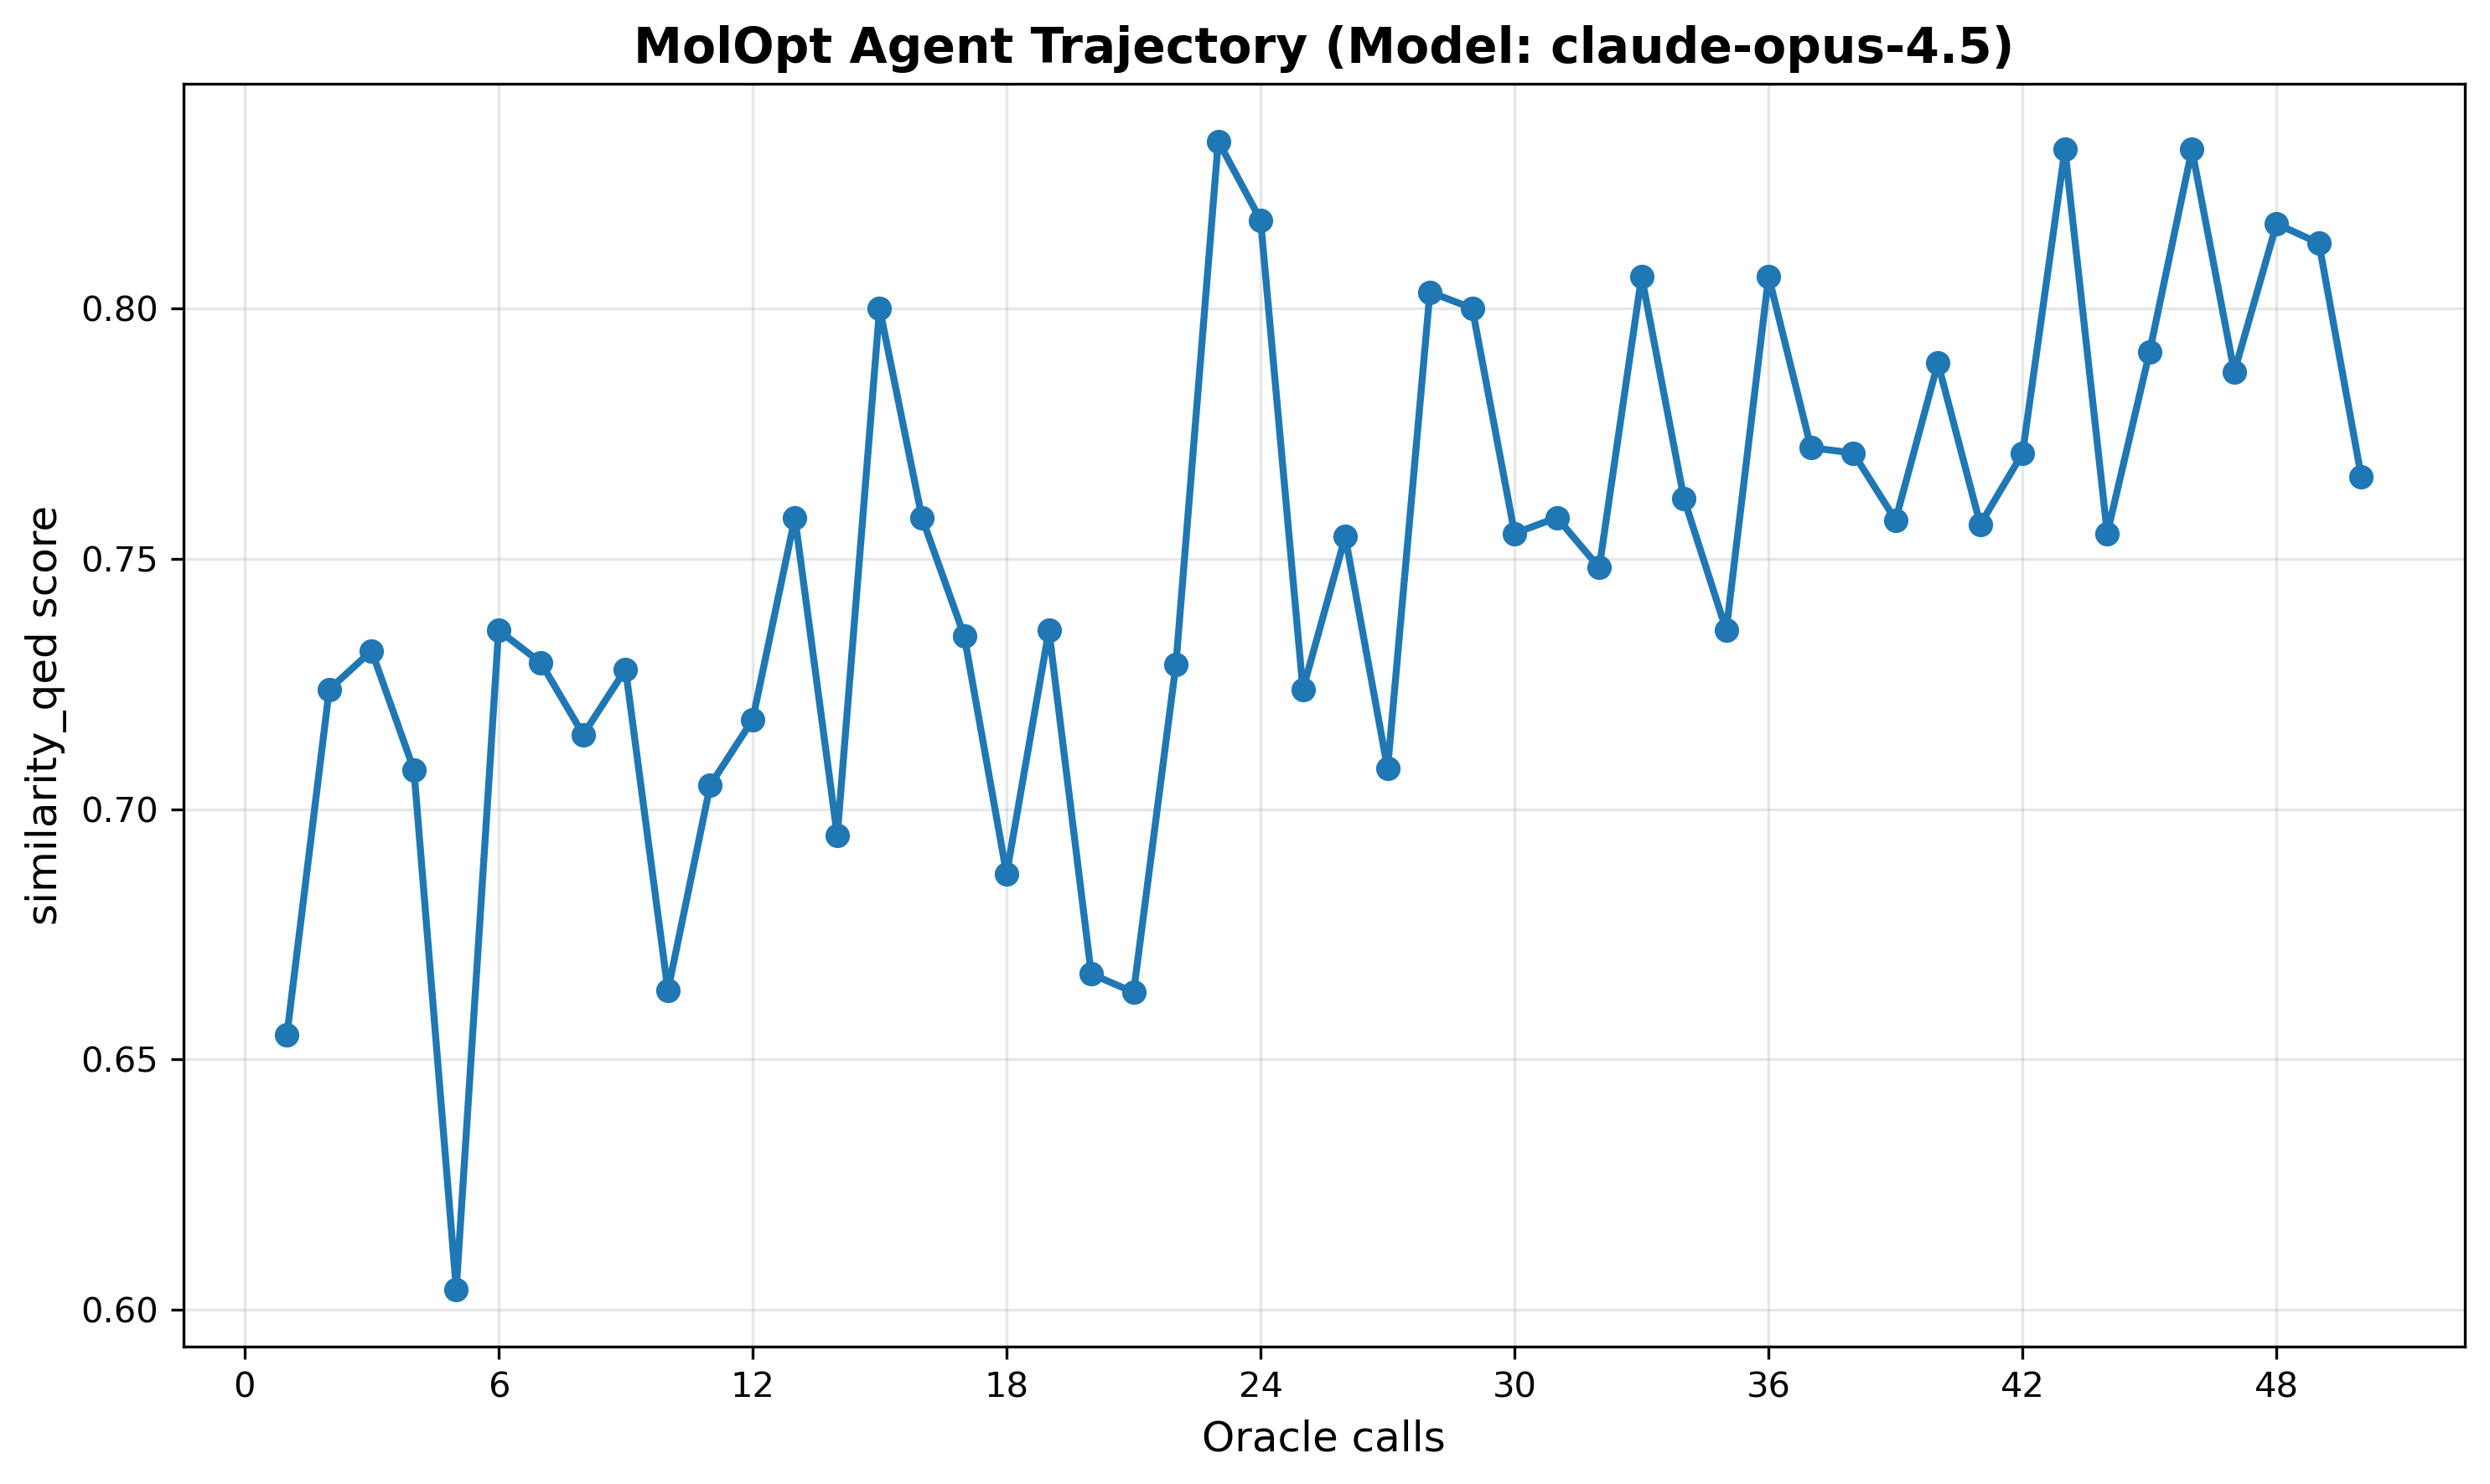 MolOpt Agent Trajectory (Model: claude-opus-4.5)
similarity_qed score
0.80
0.75
0.70
0.65
0.60
0 6 12 18 24 30 36 42 48
Oracle calls